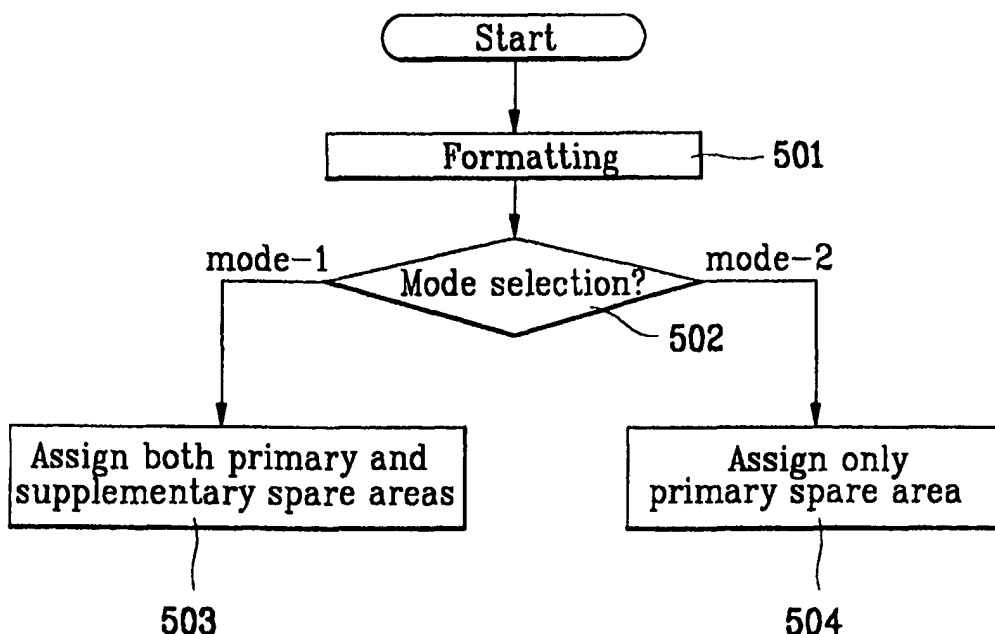 Start
Formatting
501
mode-1
mode-2
Mode selection?
502
Assign both primary and
supplementary spare areas
Assign only
primary spare area
503
504